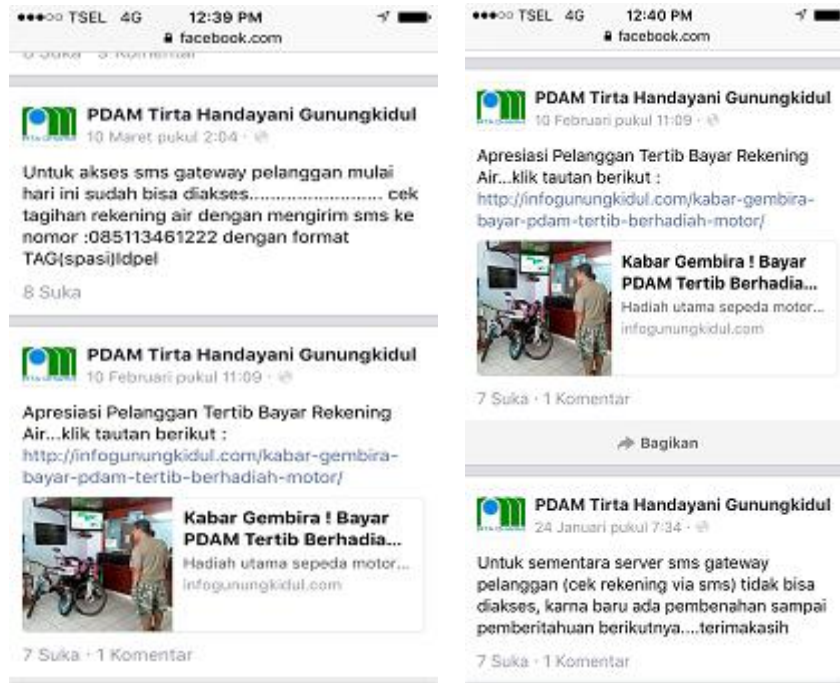 TSEL 4G 12:39 PM
facebook.com
PDAM Tirta Handayani Gunungkidul
10 Maret pukul 2:04 ·
Untuk akses sms gateway pelanggan mulai
hari ini sudah bisa diakses.......................... cek
tagihan rekening air dengan mengirim sms ke
nomor :085113461222 dengan format
TAG(spasi)Idpel
8 Suka
PDAM Tirta Handayani Gunungkidul
10 Februari pukul 11:09 ·
Apresiasi Pelanggan Tertib Bayar Rekening
Air...klik tautan berikut :
http://infogunungkidul.com/kabar-gembira-
bayar-pdam-tertib-berhadiah-motor/
Kabar Gembira ! Bayar
PDAM Tertib Berhadia...
Hadiah utama sepeda motor...
infogunungkidul.com
7 Suka · 1 Komentar
TSEL 4G 12:40 PM
facebook.com
PDAM Tirta Handayani Gunungkidul
10 Februari pukul 11:09 ·
Apresiasi Pelanggan Tertib Bayar Rekening
Air...klik tautan berikut :
http://infogunungkidul.com/kabar-gembira-
bayar-pdam-tertib-berhadiah-motor/
Kabar Gembira ! Bayar
PDAM Tertib Berhadia...
Hadiah utama sepeda motor...
infogunungkidul.com
7 Suka · 1 Komentar
Bagikan
PDAM Tirta Handayani Gunungkidul
24 Januari pukul 7:34 ·
Untuk sementara server sms gateway
pelanggan (cek rekening via sms) tidak bisa
diakses, karna baru ada pembenahan sampai
pemberitahuan berikutnya....terimakasih
7 Suka · 1 Komentar